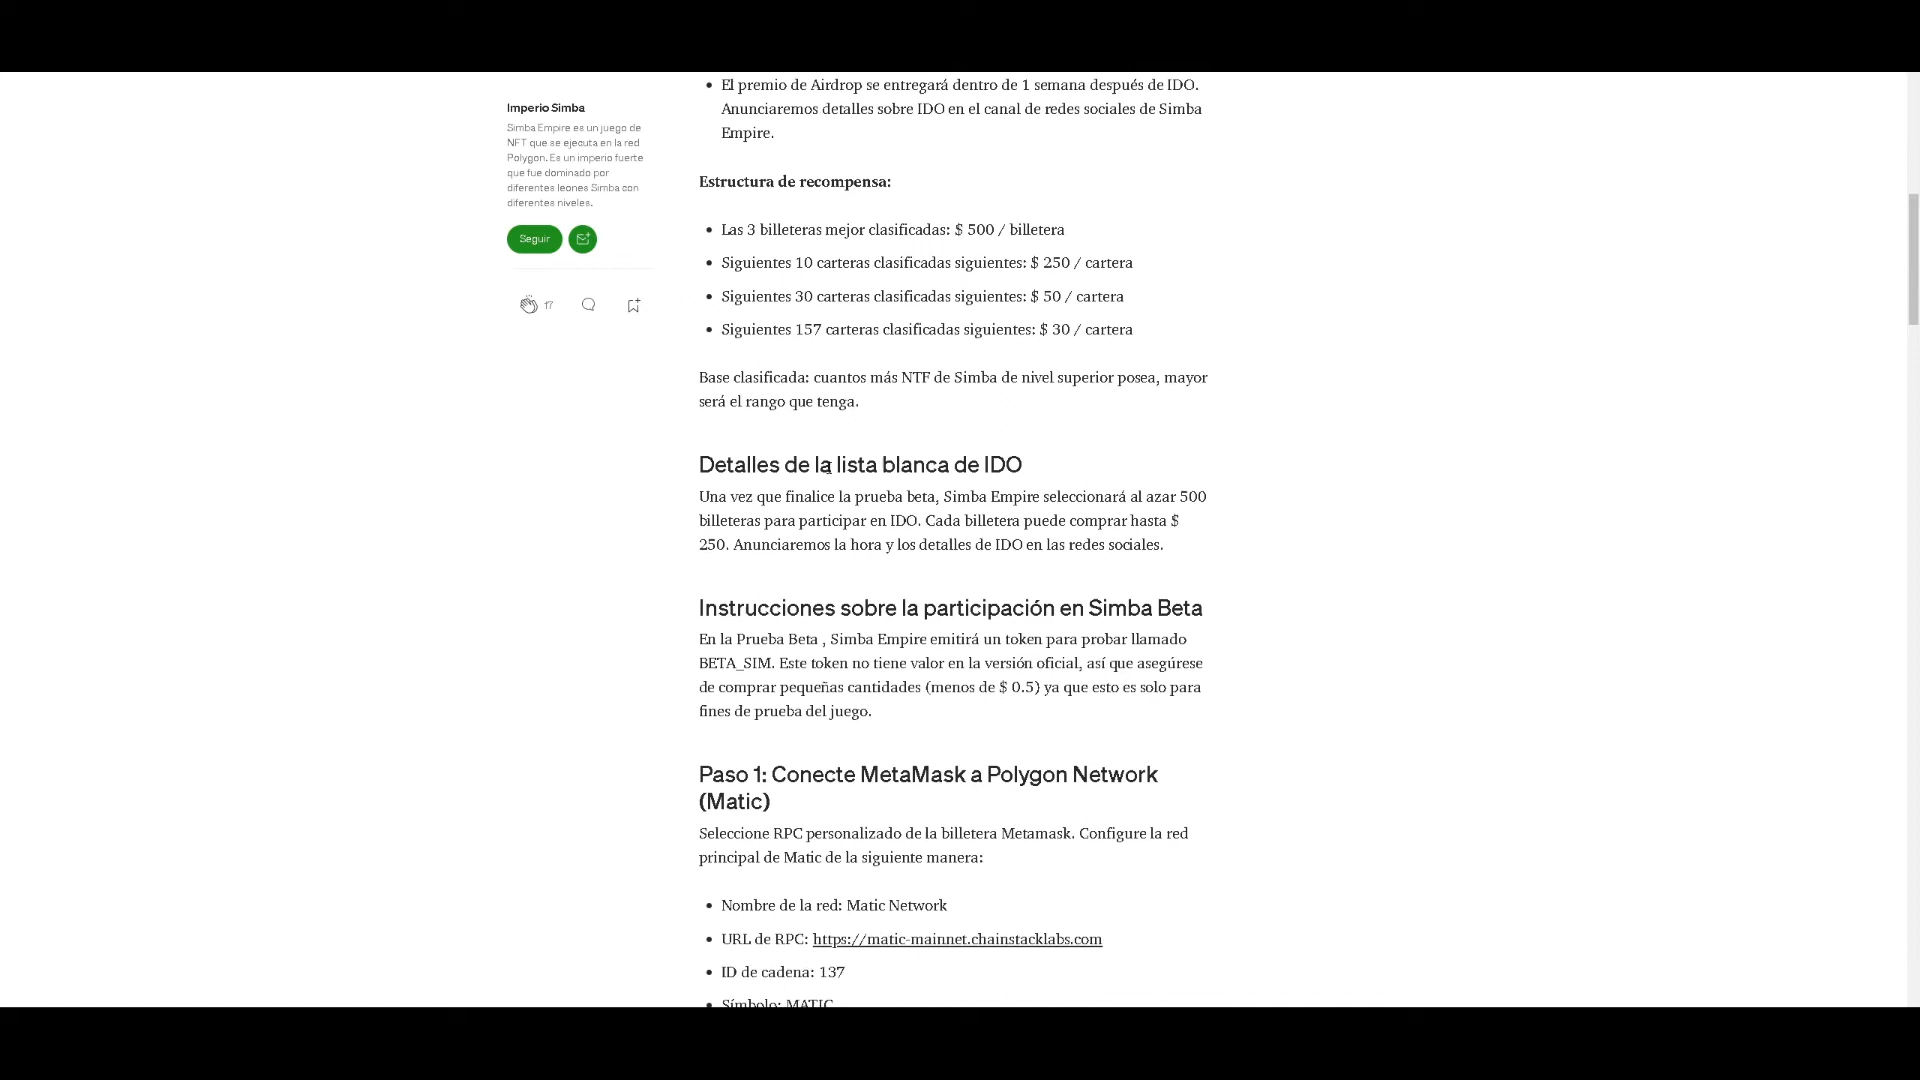 El premio de Airdrop se entregará dentro de 1 semana después de IDO.
Anunciaremos detalles sobre IDO en el canal de redes sociales de Simba
Empire.
Imperio Simba
Simba Empire es un juego de
NFT que se ejecuta en la red
Polygon. Es un imperio fuerte
que fue dominado por
diferentes leones Simba con
diferentes niveles.
Seguir
17
Estructura de recompensa:
Las 3 billeteras mejor clasificadas: $ 500 / billetera
Siguientes 10 carteras clasificadas siguientes: $ 250 / cartera
Siguientes 30 carteras clasificadas siguientes: $ 50 / cartera
Siguientes 157 carteras clasificadas siguientes: $ 30 / cartera
Base clasificada: cuantos más NTF de Simba de nivel superior posea, mayor
será el rango que tenga.
Detalles de la lista blanca de IDO
Una vez que finalice la prueba beta, Simba Empire seleccionará al azar 500
billeteras para participar en IDO. Cada billetera puede comprar hasta $
250. Anunciaremos la hora y los detalles de IDO en las redes sociales.
Instrucciones sobre la participación en Simba Beta
En la Prueba Beta , Simba Empire emitirá un token para probar llamado
BETA_SIM. Este token no tiene valor en la versión oficial, así que asegúrese
de comprar pequeñas cantidades (menos de $ 0.5) ya que esto es solo para
fines de prueba del juego.
Paso 1: Conecte MetaMask a Polygon Network
(Matic)
Seleccione RPC personalizado de la billetera Metamask. Configure la red
principal de Matic de la siguiente manera:
Nombre de la red: Matic Network
URL de RPC: https://matic-mainnet.chainstacklabs.com
ID de cadena: 137
Símbolo: MATIC